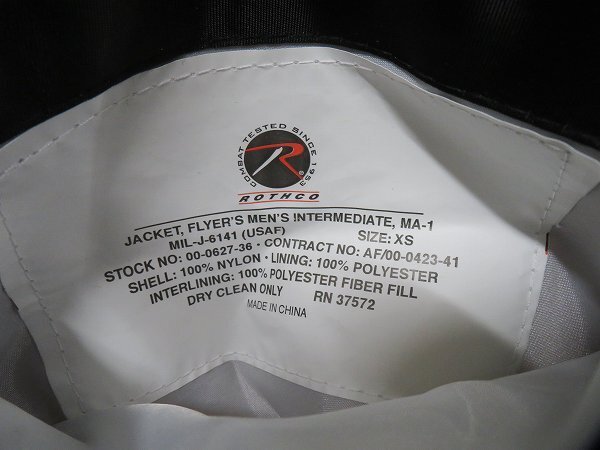 COMBAT TESTED SINCE 1953
R
ROTHCO
JACKET, FLYER'S MEN'S INTERMEDIATE, MA-1
MIL-J-6141 (USAF) SIZE: XS
STOCK NO: 00-0627-36 • CONTRACT NO: AF/00-0423-41
SHELL: 100% NYLON • LINING: 100% POLYESTER
INTERLINING: 100% POLYESTER FIBER FILL
DRY CLEAN ONLY RN 37572
MADE IN CHINA